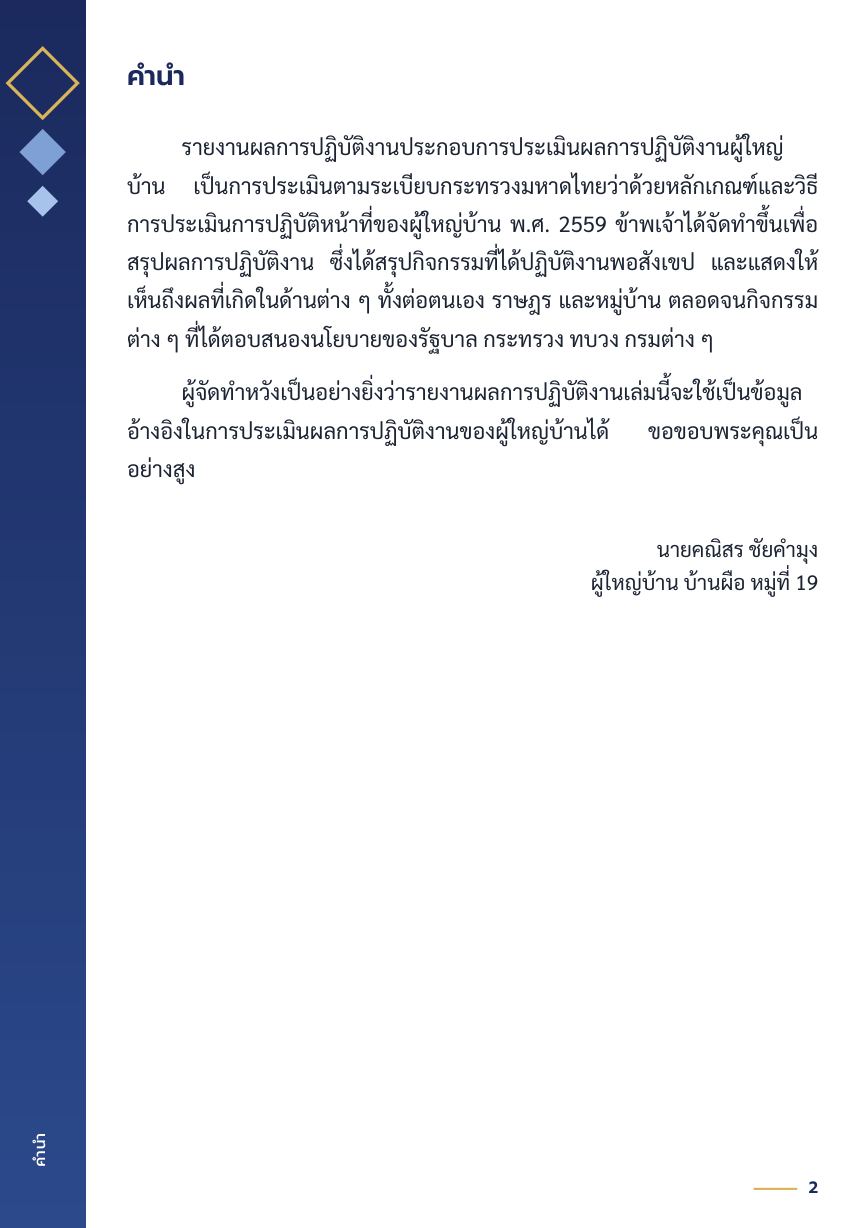 คำนำ
รายงานผลการปฏิบัติงานประกอบการประเมินผลการปฏิบัติงานผู้ใหญ่
บ้าน เป็นการประเมินตามระเบียบกระทรวงมหาดไทยว่าด้วยหลักเกณฑ์และวิธี
การประเมินการปฏิบัติหน้าที่ของผู้ใหญ่บ้าน พ.ศ. 2559 ข้าพเจ้าได้จัดทำขึ้นเพื่อ
สรุปผลการปฏิบัติงาน ซึ่งได้สรุปกิจกรรมที่ได้ปฏิบัติงานพอสังเขป และแสดงให้
เห็นถึงผลที่เกิดในด้านต่าง ๆ ทั้งต่อตนเอง ราษฎร และหมู่บ้าน ตลอดจนกิจกรรม
ต่าง ๆ ที่ได้ตอบสนองนโยบายของรัฐบาล กระทรวง ทบวง กรมต่าง ๆ
ผู้จัดทำหวังเป็นอย่างยิ่งว่ารายงานผลการปฏิบัติงานเล่มนี้จะใช้เป็นข้อมูล
อ้างอิงในการประเมินผลการปฏิบัติงานของผู้ใหญ่บ้านได้ ขอขอบพระคุณเป็น
อย่างสูง
นายคณิสร ชัยคำมุง
ผู้ใหญ่บ้าน บ้านผือ หมู่ที่ 19
คำนำ
2